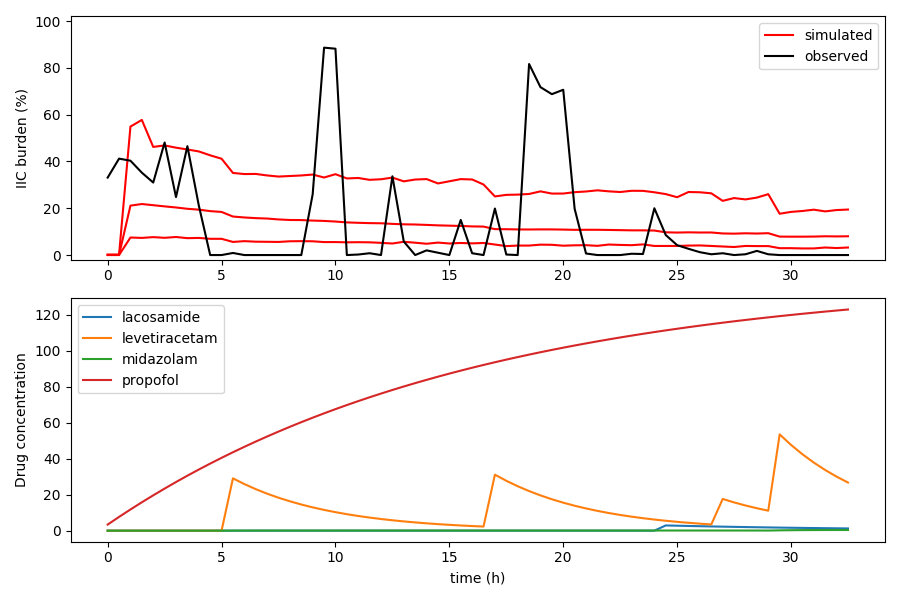 100
80
60
40
20
0
IIC burden (%)
simulated
observed
0 5 10 15 20 25 30
120
100
80
60
40
20
0
Drug concentration
lacosamide
levetiracetam
midazolam
propofol
0 5 10 15 20 25 30
time (h)